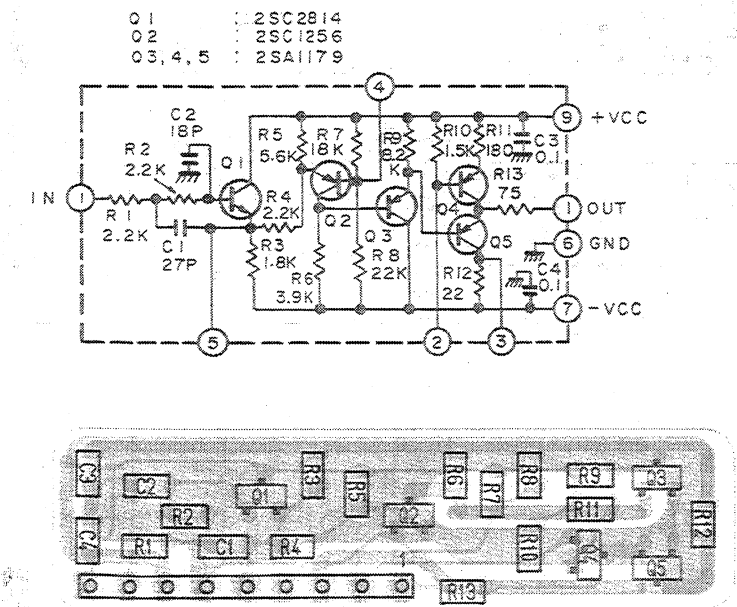 Q1 : 2SC2814
Q2 2SC1256
Q3,4,5 : 2SA1179
4
C2
18P
R2
2.2K
Q1
R5
5.6K
R7
18K
R9
8.2
K
R10
1.5K
R11
180
C3
0.1
9 +VCC
R13
75
IN 1
R1
2.2K
C1
27P
R4
2.2K
Q2
Q3
Q4
Q5
1 OUT
6 GND
R3
1.8K
R6
3.9K
R8
22K
R12
22
C4
0.1
7 -VCC
5
2
3
C3
C2
R2
Q1
R3
R5
Q2
R6
R7
R8
R9
R11
Q3
R12
C4
R1
C1
R4
1
R10
Q4
Q5
R13